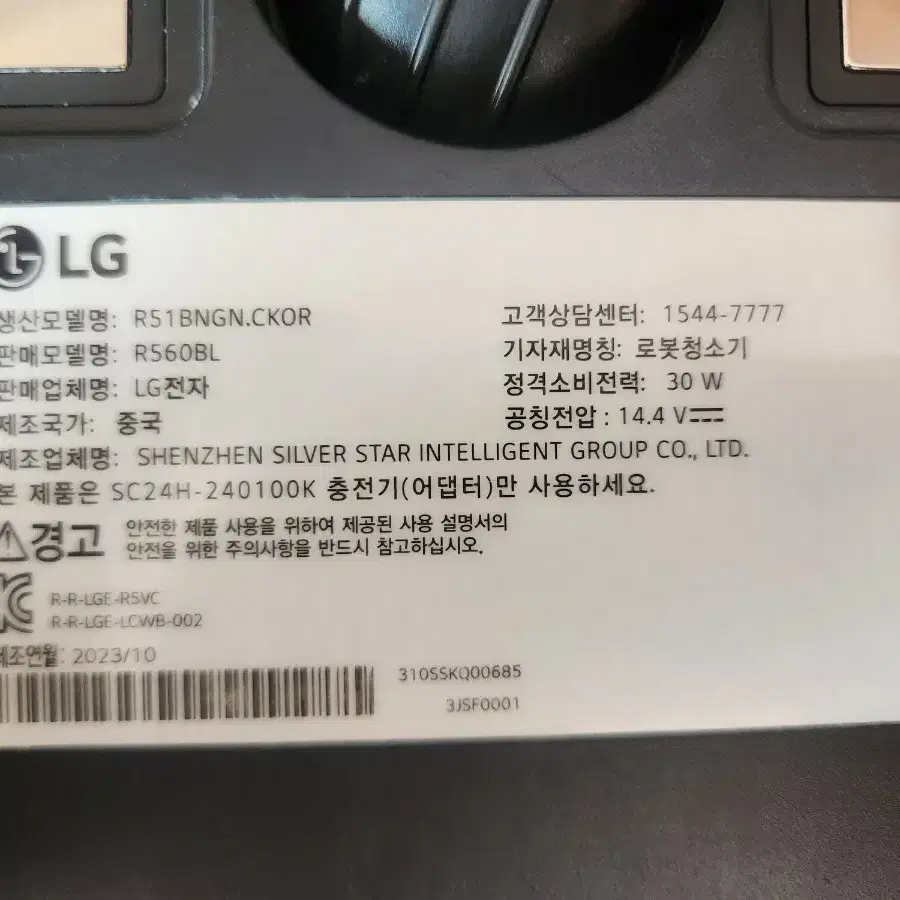 LG
생산모델명: R51BNGN.CKOR
판매모델명: R560BL
판매업체명: LG전자
제조국가: 중국
고객상담센터: 1544-7777
기자재명칭: 로봇청소기
정격소비전력: 30 W
공칭전압 : 14.4 V
제조업체명: SHENZHEN SILVER STAR INTELLIGENT GROUP CO., LTD.
본 제품은 SC24H-240100K 충전기(어댑터)만 사용하세요.
경고 안전한 제품 사용을 위하여 제공된 사용 설명서의
안전을 위한 주의사항을 반드시 참고하십시오.
R-R-LGE-R5VC
R-R-LGE-LCWB-002
제조연월: 2023/10
310SSKQ00685
3JSF0001